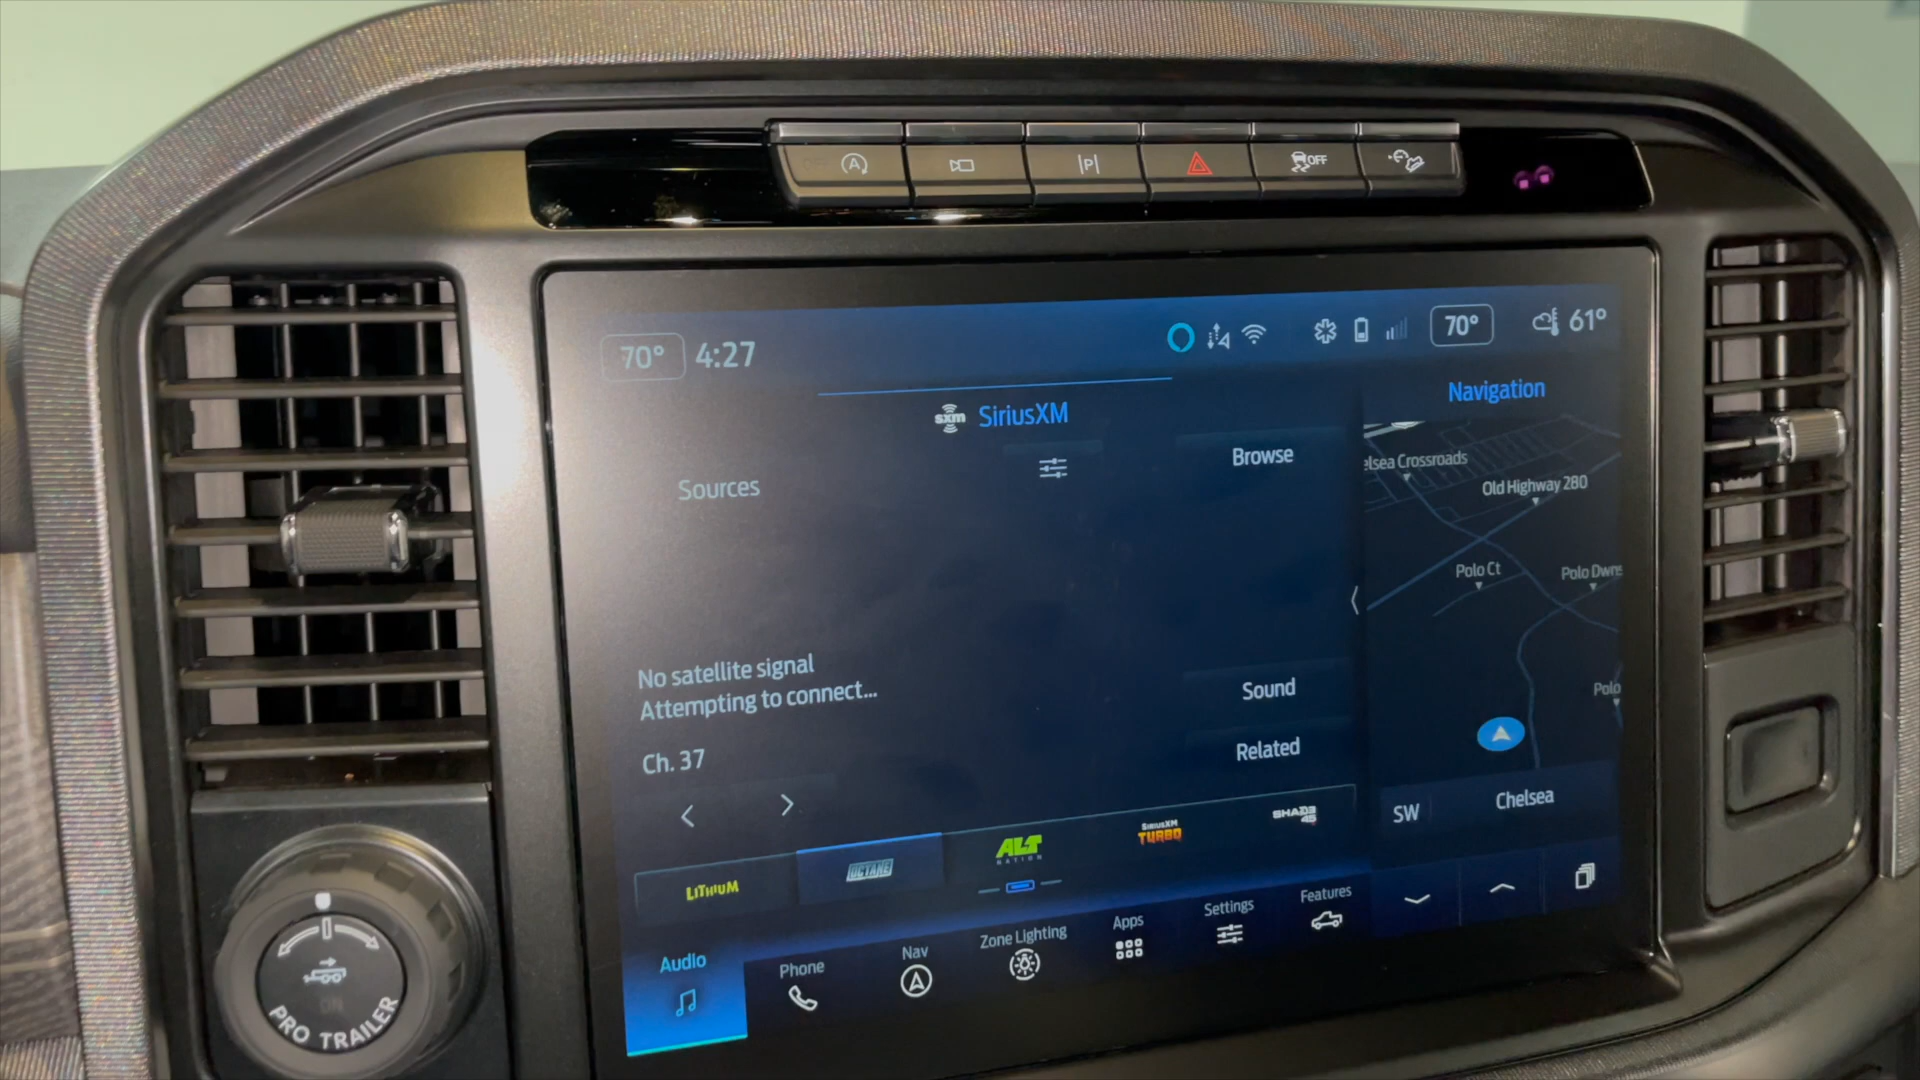 A
P
OFF
70°
4:27
70°
61°
sxm SiriusXM
Navigation
Sources
Browse
elsea Crossroads
Old Highway 280
Polo Ct
Polo Dwns
Polo
No satellite signal
Attempting to connect...
Ch. 37
Sound
Related
SW
Chelsea
LITHIUM
OCTANE
ALT
NATION
SIRIUSXM
TURBO
SHADE
45
Audio
Phone
Nav
Zone Lighting
Apps
Settings
Features
PRO TRAILER